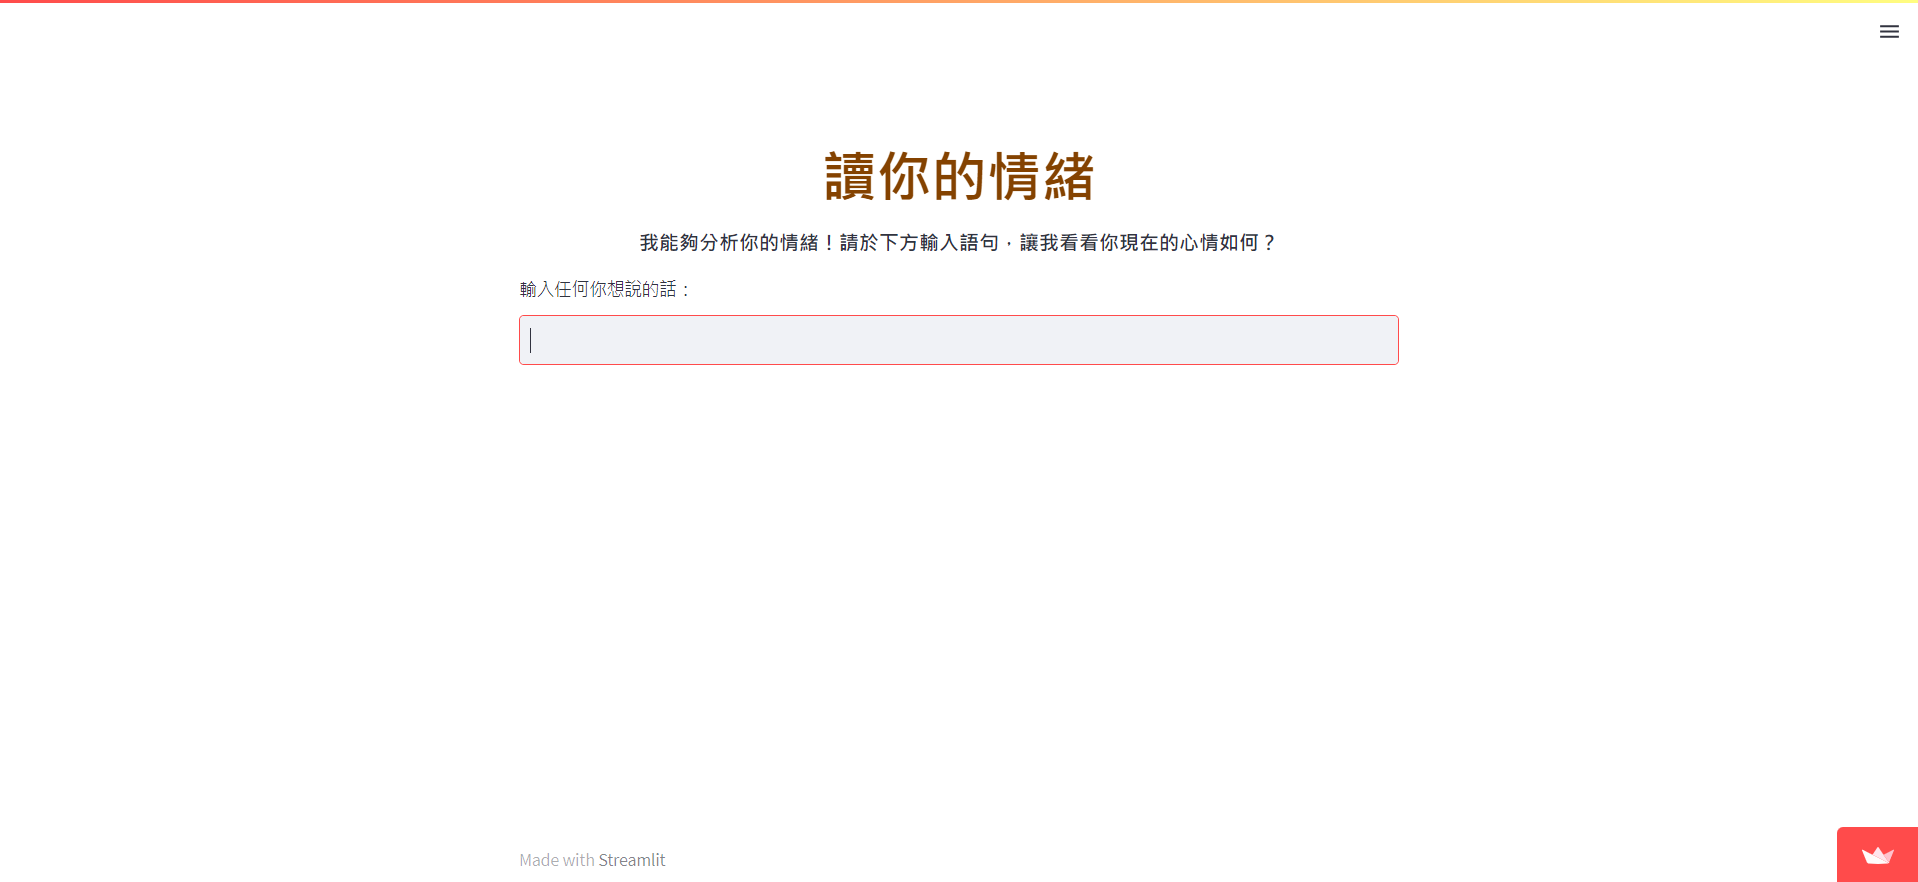 讀你的情緒
我能夠分析你的情緒！請於下方輸入語句，讓我看看你現在的心情如何？
輸入任何你想說的話：
Made with Streamlit